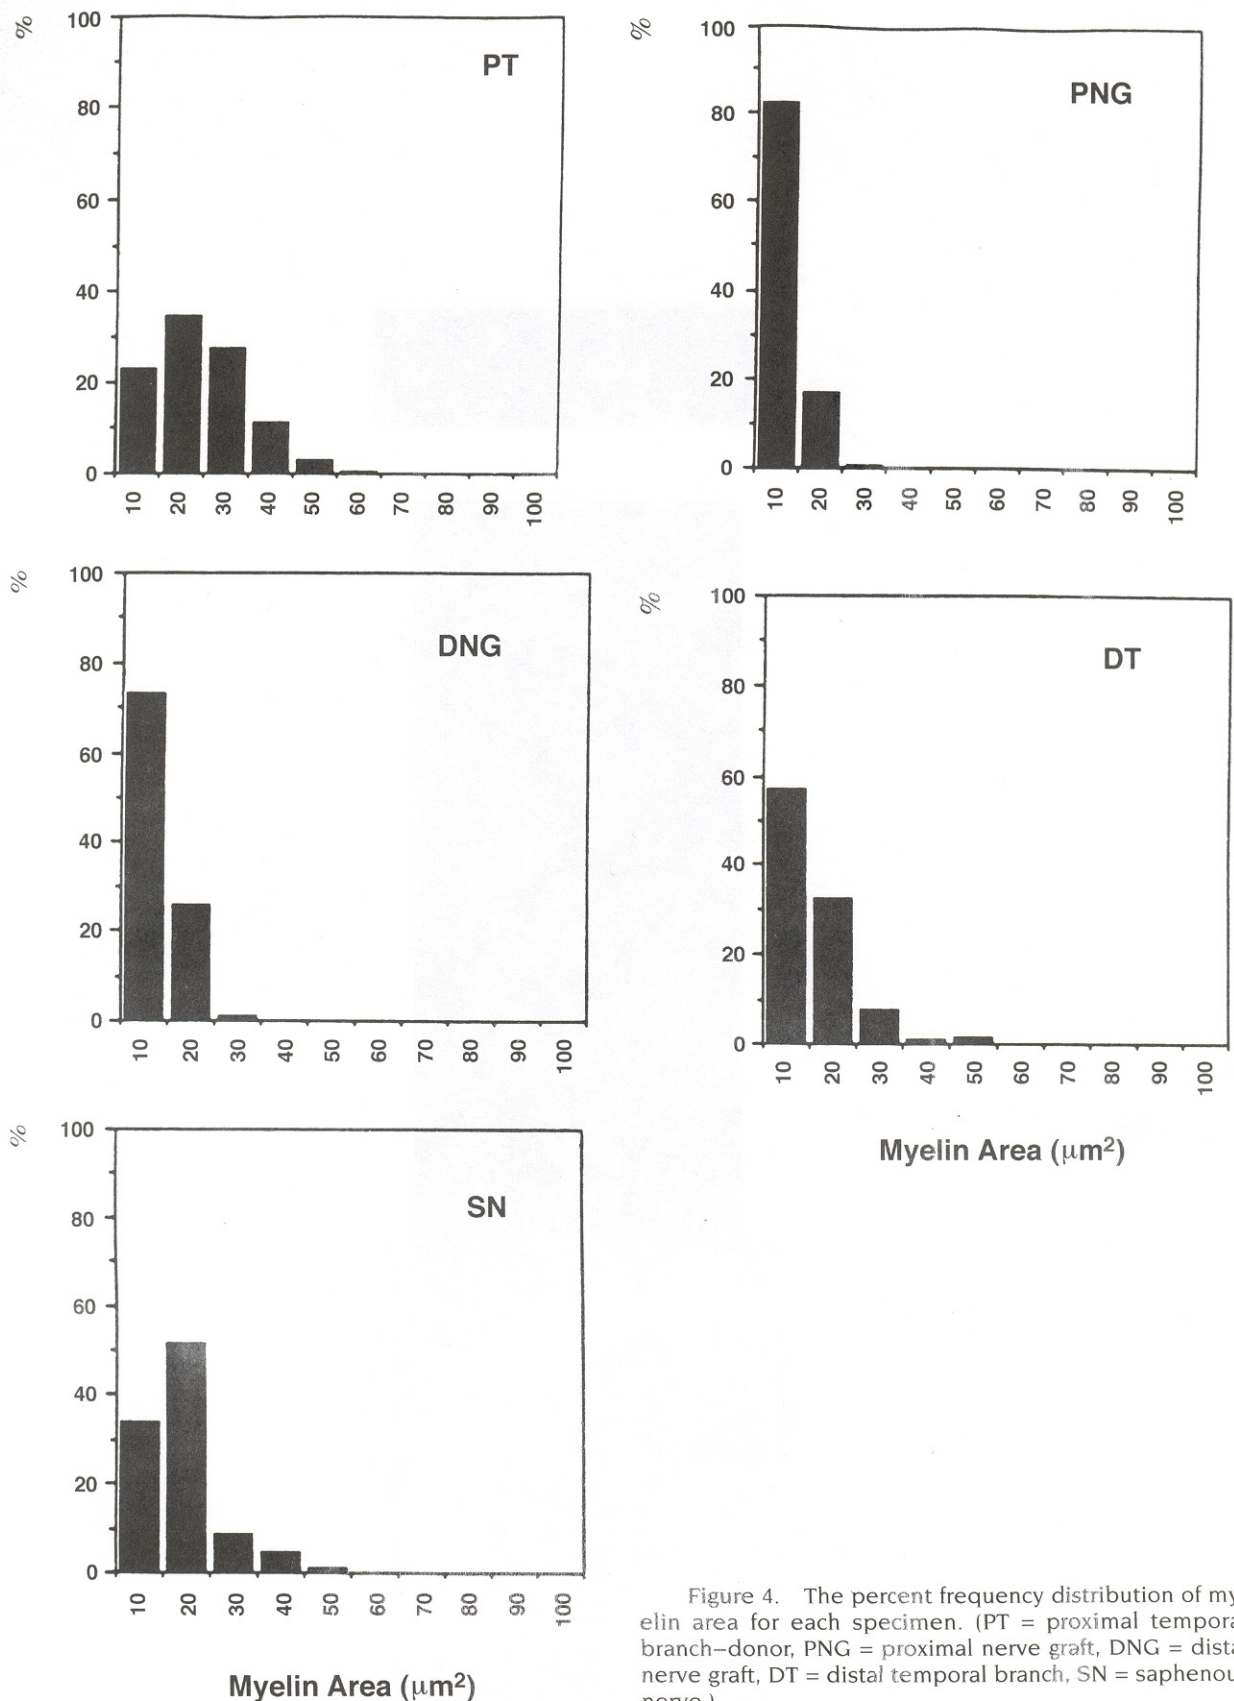 %
100
80
60
40
20
0
PT
10 20 30 40 50 60 70 80 90 100
%
100
80
60
40
20
0
PNG
10 20 30 40 50 60 70 80 90 100
%
100
80
60
40
20
0
DNG
10 20 30 40 50 60 70 80 90 100
%
100
80
60
40
20
0
DT
10 20 30 40 50 60 70 80 90 100
Myelin Area (μm²)
%
100
80
60
40
20
0
SN
10 20 30 40 50 60 70 80 90 100
Myelin Area (μm²)
Figure 4. The percent frequency distribution of my-
elin area for each specimen. (PT = proximal tempora
branch–donor, PNG = proximal nerve graft, DNG = dista
nerve graft, DT = distal temporal branch, SN = saphenou